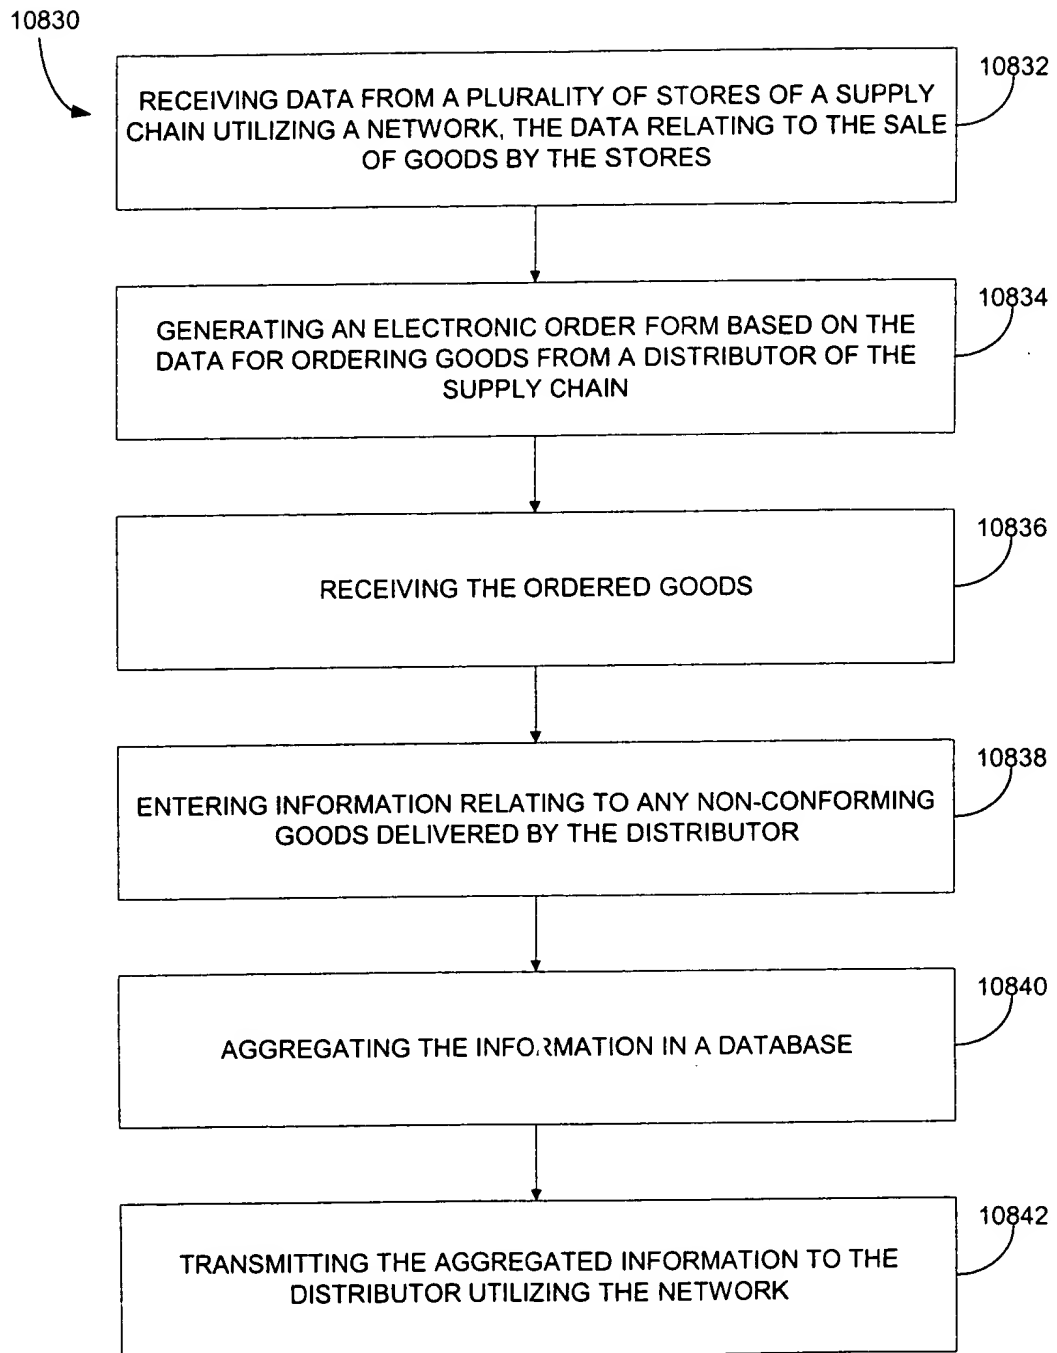 10830
10832
RECEIVING DATA FROM A PLURALITY OF STORES OF A SUPPLY
CHAIN UTILIZING A NETWORK, THE DATA RELATING TO THE SALE
OF GOODS BY THE STORES
10834
GENERATING AN ELECTRONIC ORDER FORM BASED ON THE
DATA FOR ORDERING GOODS FROM A DISTRIBUTOR OF THE
SUPPLY CHAIN
10836
RECEIVING THE ORDERED GOODS
10838
ENTERING INFORMATION RELATING TO ANY NON-CONFORMING
GOODS DELIVERED BY THE DISTRIBUTOR
10840
AGGREGATING THE INFORMATION IN A DATABASE
10842
TRANSMITTING THE AGGREGATED INFORMATION TO THE
DISTRIBUTOR UTILIZING THE NETWORK